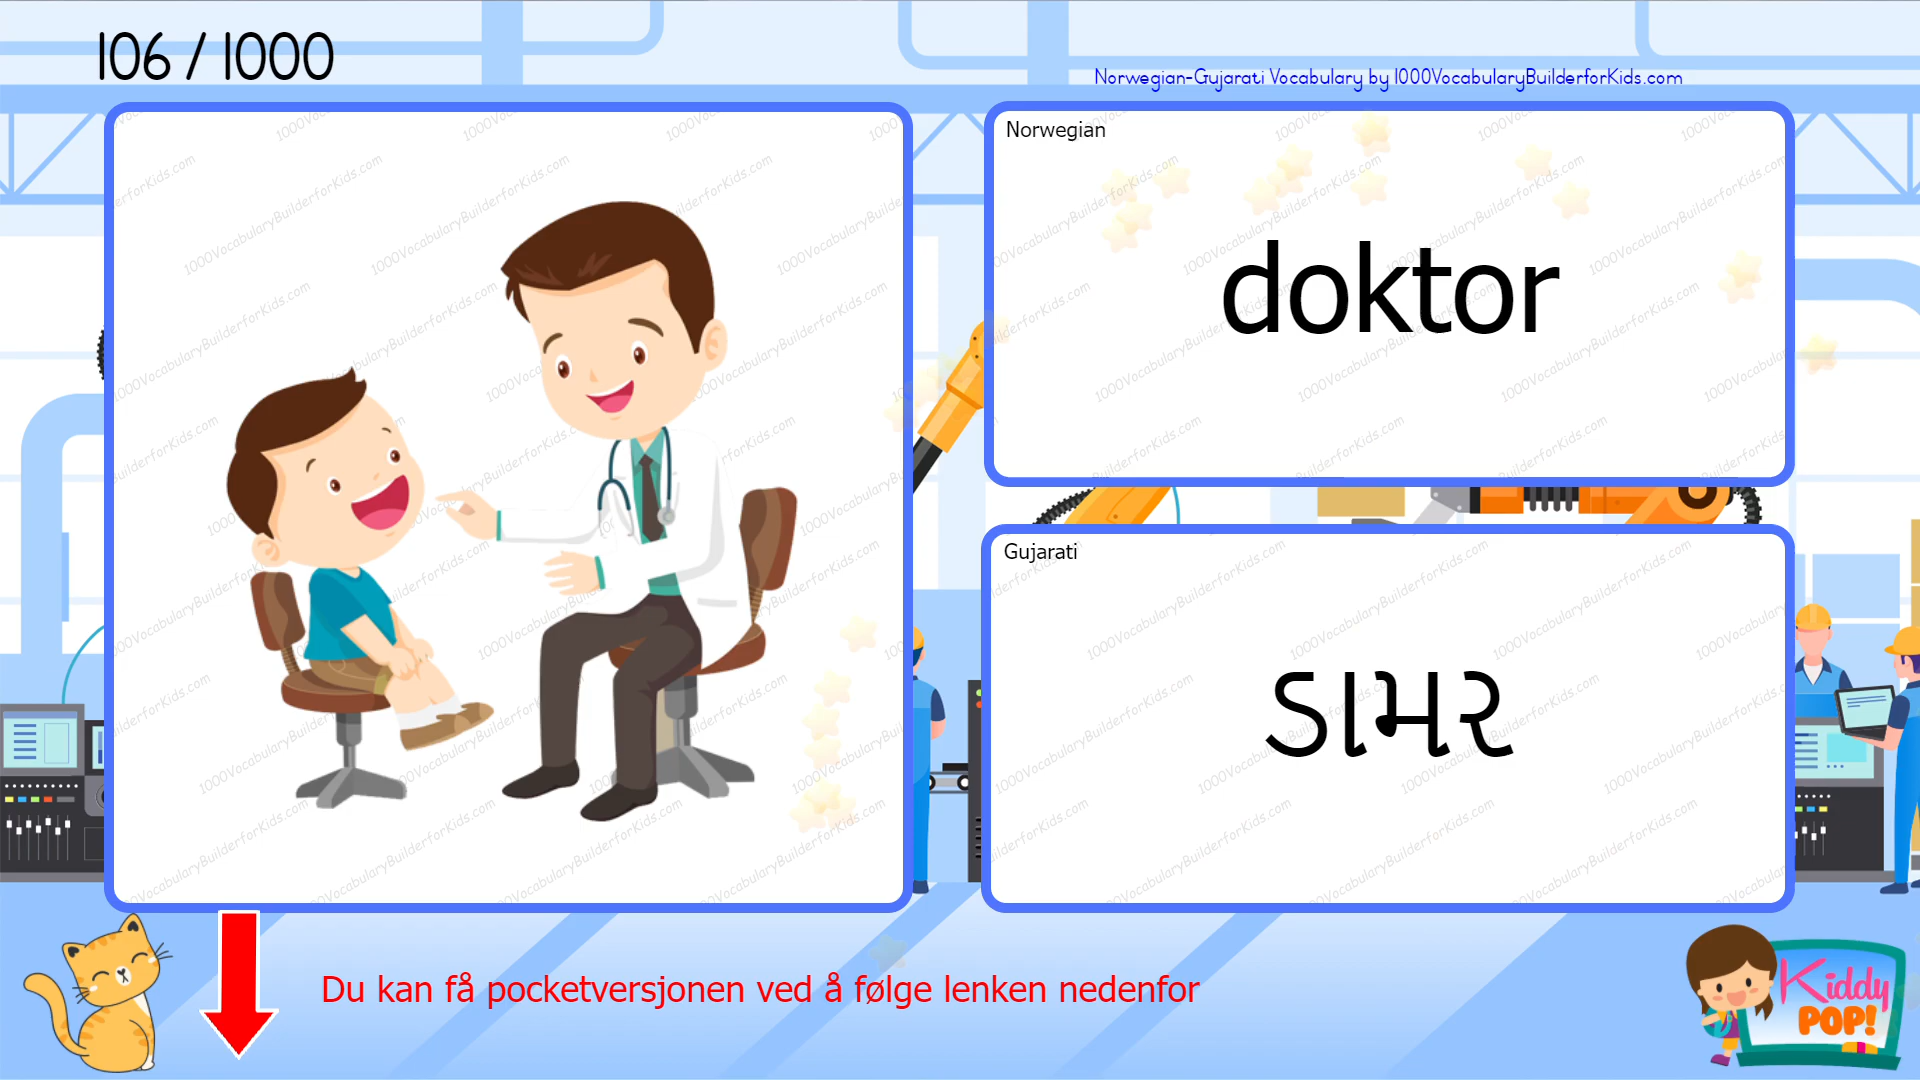 106 / 1000
Norwegian-Gujarati Vocabulary by 1000VocabularyBuilderforKids.com
Norwegian
doktor
Gujarati
ડામર
Du kan få pocketversjonen ved å følge lenken nedenfor
Kiddy
POP!